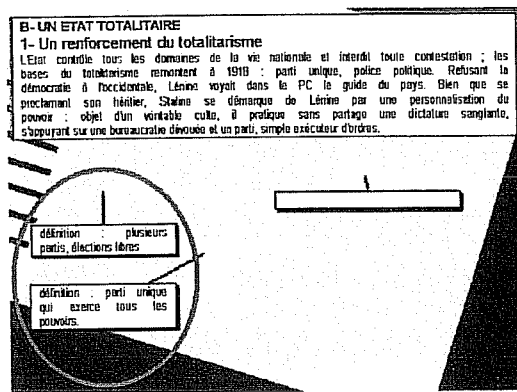 B- UN ETAT TOTALITAIRE
1- Un renforcement du totalitarisme
L'Etat contrôle tous les domaines de la vie nationale et interdit toute contestation ; les
bases du totalitarisme remontent à 1918 : parti unique, police politique. Refusant la
démocratie à l'occidentale, Lénine voyait dans le PC le guide du pays. Bien que se
proclamant son héritier, Staline se démarque de Lénine par une personnalisation du
pouvoir : objet d'un véritable culte, il pratique sans partage une dictature sanglante,
s'appuyant sur une bureaucratie dévouée et un parti, simple exécuteur d'ordres.
définition : plusieurs
partis, élections libres
définition : parti unique
qui exerce tous les
pouvoirs.